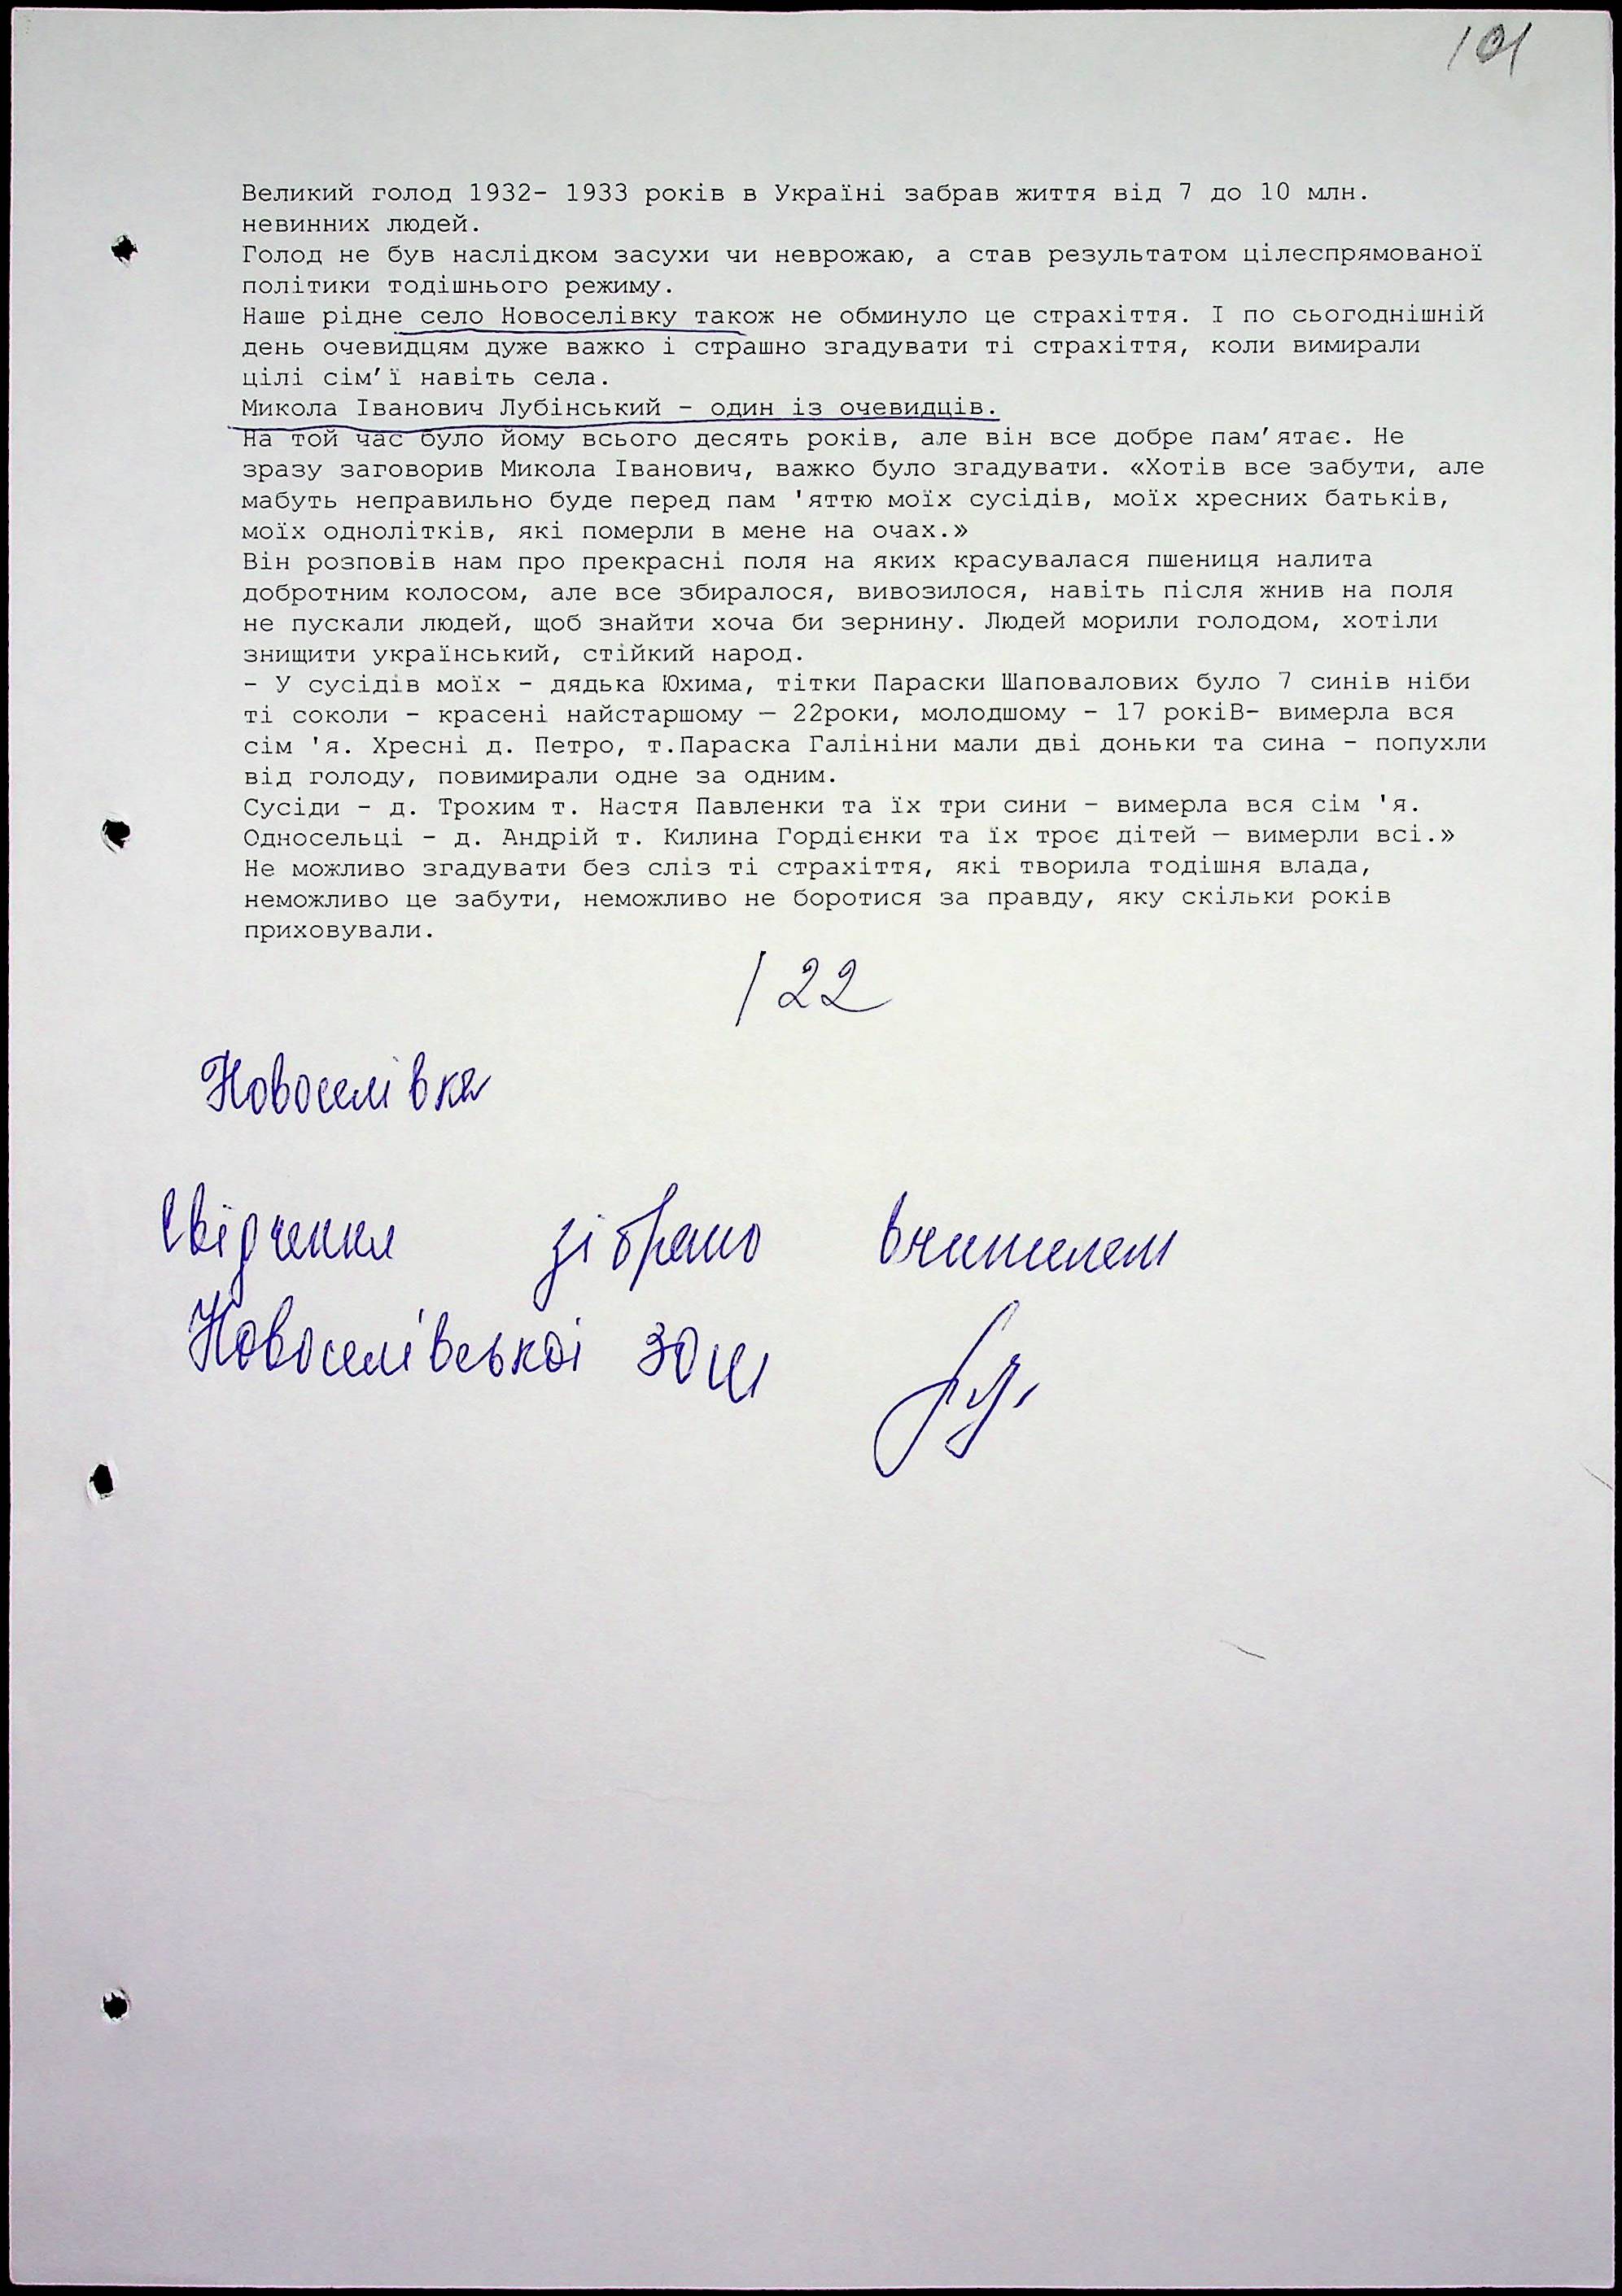 101
Великий голод 1932- 1933 років в Україні забрав життя від 7 до 10 млн.
невинних людей.
Голод не був наслідком засухи чи неврожаю, а став результатом цілеспрямованої
політики тодішнього режиму.
Наше рідне село Новоселівку також не обминуло це страхіття. І по сьогоднішній
день очевидцям дуже важко і страшно згадувати ті страхіття, коли вимирали
цілі сім’ї навіть села.
Микола Іванович Лубінський – один із очевидців.
На той час було йому всього десять років, але він все добре пам’ятає. Не
зразу заговорив Микола Іванович, важко було згадувати. «Хотів все забути, але
мабуть неправильно буде перед пам 'яттю моїх сусідів, моїх хресних батьків,
моїх однолітків, які померли в мене на очах.»
Він розповів нам про прекрасні поля на яких красувалася пшениця налита
добротним колосом, але все збиралося, вивозилося, навіть після жнив на поля
не пускали людей, щоб знайти хоча би зернину. Людей морили голодом, хотіли
знищити український, стійкий народ.
– У сусідів моїх – дядька Юхима, тітки Параски Шаповалових було 7 синів ніби
ті соколи – красені найстаршому — 22роки, молодшому – 17 рокіВ– вимерла вся
сім 'я. Хресні д. Петро, т.Параска Галініни мали дві доньки та сина – попухли
від голоду, повимирали одне за одним.
Сусіди – д. Трохим т. Настя Павленки та їх три сини – вимерла вся сім 'я.
Односельці – д. Андрій т. Килина Гордієнки та їх троє дітей — вимерли всі.»
Не можливо згадувати без сліз ті страхіття, які творила тодішня влада,
неможливо це забути, неможливо не боротися за правду, яку скільки років
приховували.
122
Новоселівка
Свідчення зібрано вчителем
Новоселівської ЗОШ